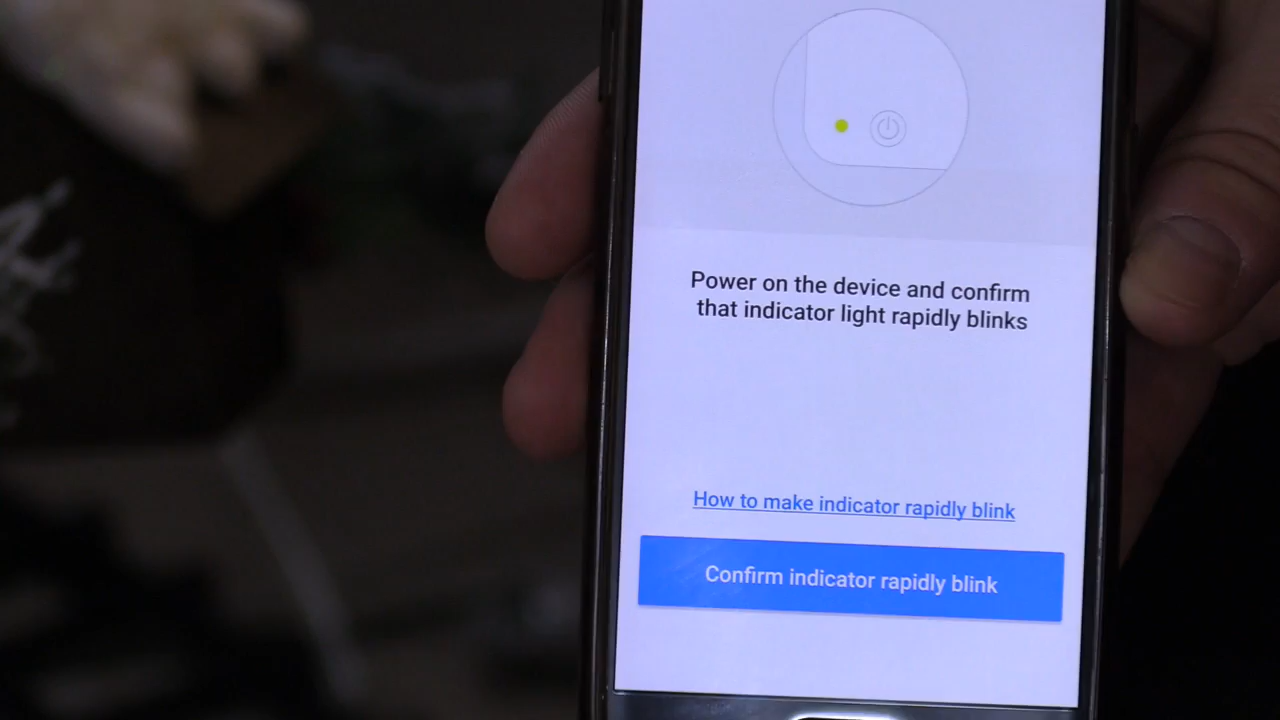 Power on the device and confirm
that indicator light rapidly blinks
How to make indicator rapidly blink
Confirm indicator rapidly blink